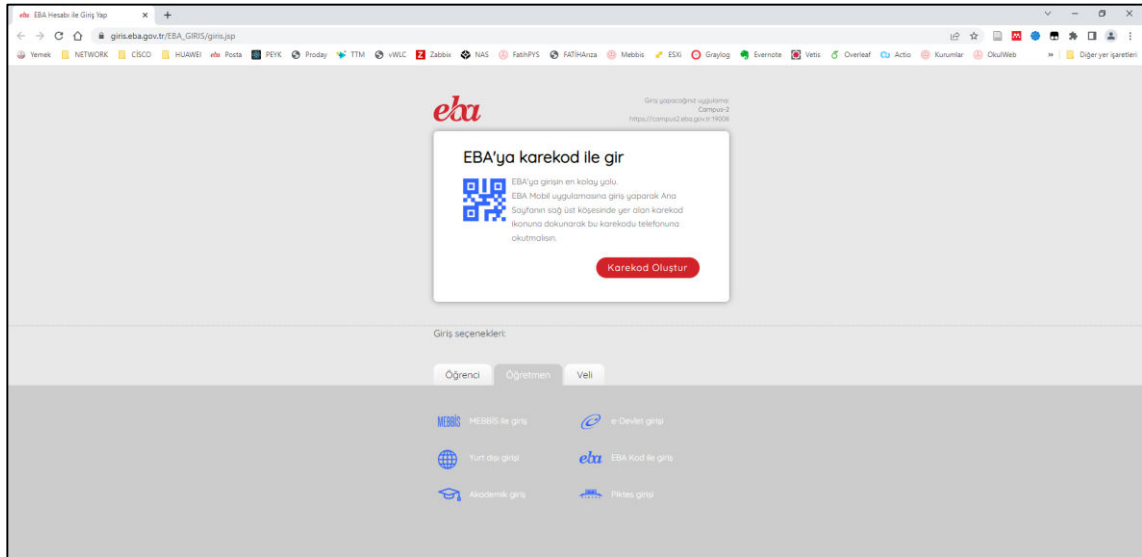 eba EBA Hesabı ile Giriş Yap
giris.eba.gov.tr/EBA_GIRIS/giris.jsp
Yemek NETWORK CİSCO HUAWEI eba Posta PEYK Proday TTM vWLC Z Zabbix NAS FatihPYS FATİHArıza Mebbis ESXi Graylog Evernote Vetis Overleaf Actio Kurumlar OkulWeb » Diğer yer işaretleri
eba
Giriş yapacağınız uygulama:
Campus-2
https://campus2.eba.gov.tr:19006
EBA'ya karekod ile gir
EBA'ya girişin en kolay yolu.
EBA Mobil uygulamasına giriş yaparak Ana
Sayfanın sağ üst köşesinde yer alan karekod
ikonuna dokunarak bu karekodu telefonuna
okutmalısın.
Karekod Oluştur
Giriş seçenekleri:
Öğrenci Öğretmen Veli
MEBBİS MEBBİS ile giriş e-Devlet girişi
Yurt dışı girişi eba EBA Kod ile giriş
Akademik giriş Piktes girişi